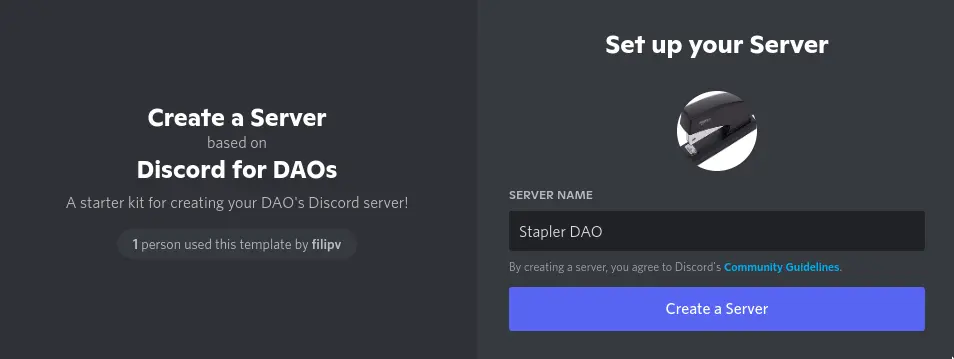 Create a Server
based on
Discord for DAOs
A starter kit for creating your DAO's Discord server!
1 person used this template by filipv
Set up your Server
SERVER NAME
Stapler DAO
By creating a server, you agree to Discord's Community Guidelines.
Create a Server